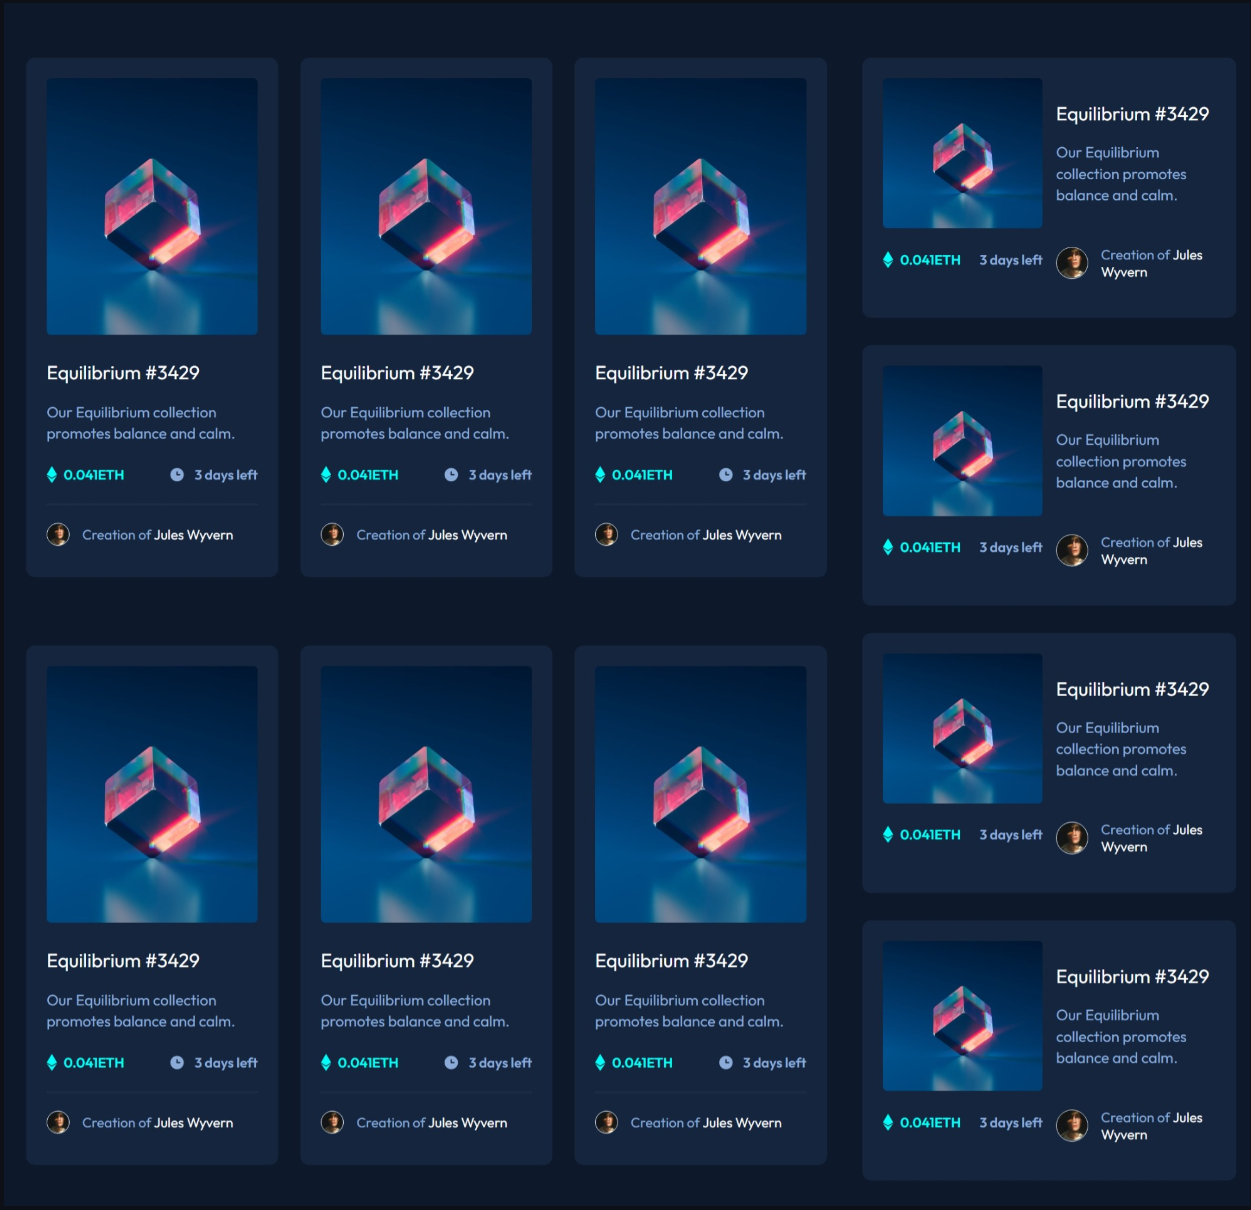 Equilibrium #3429
Our Equilibrium collection
promotes balance and calm.
0.041ETH
3 days left
Creation of Jules Wyvern
Equilibrium #3429
Our Equilibrium collection
promotes balance and calm.
0.041ETH
3 days left
Creation of Jules Wyvern
Equilibrium #3429
Our Equilibrium collection
promotes balance and calm.
0.041ETH
3 days left
Creation of Jules Wyvern
Equilibrium #3429
Our Equilibrium collection
promotes balance and calm.
0.041ETH
3 days left
Creation of Jules Wyvern
Equilibrium #3429
Our Equilibrium collection
promotes balance and calm.
0.041ETH
3 days left
Creation of Jules Wyvern
Equilibrium #3429
Our Equilibrium collection
promotes balance and calm.
0.041ETH
3 days left
Creation of Jules Wyvern
Equilibrium #3429
Our Equilibrium
collection promotes
balance and calm.
0.041ETH
3 days left
Creation of Jules
Wyvern
Equilibrium #3429
Our Equilibrium
collection promotes
balance and calm.
0.041ETH
3 days left
Creation of Jules
Wyvern
Equilibrium #3429
Our Equilibrium
collection promotes
balance and calm.
0.041ETH
3 days left
Creation of Jules
Wyvern
Equilibrium #3429
Our Equilibrium
collection promotes
balance and calm.
0.041ETH
3 days left
Creation of Jules
Wyvern